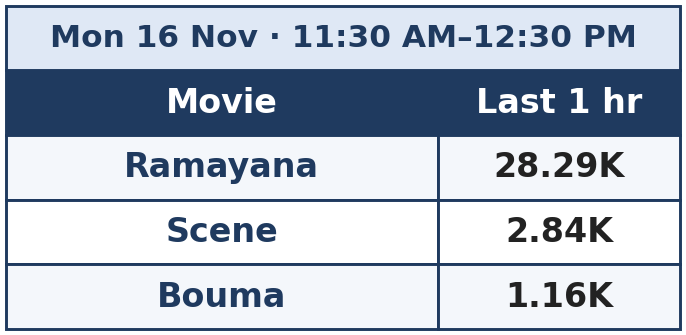 Mon 16 Nov · 11:30 AM–12:30 PM
Movie Last 1 hr
Ramayana 28.29K
Scene 2.84K
Bouma 1.16K